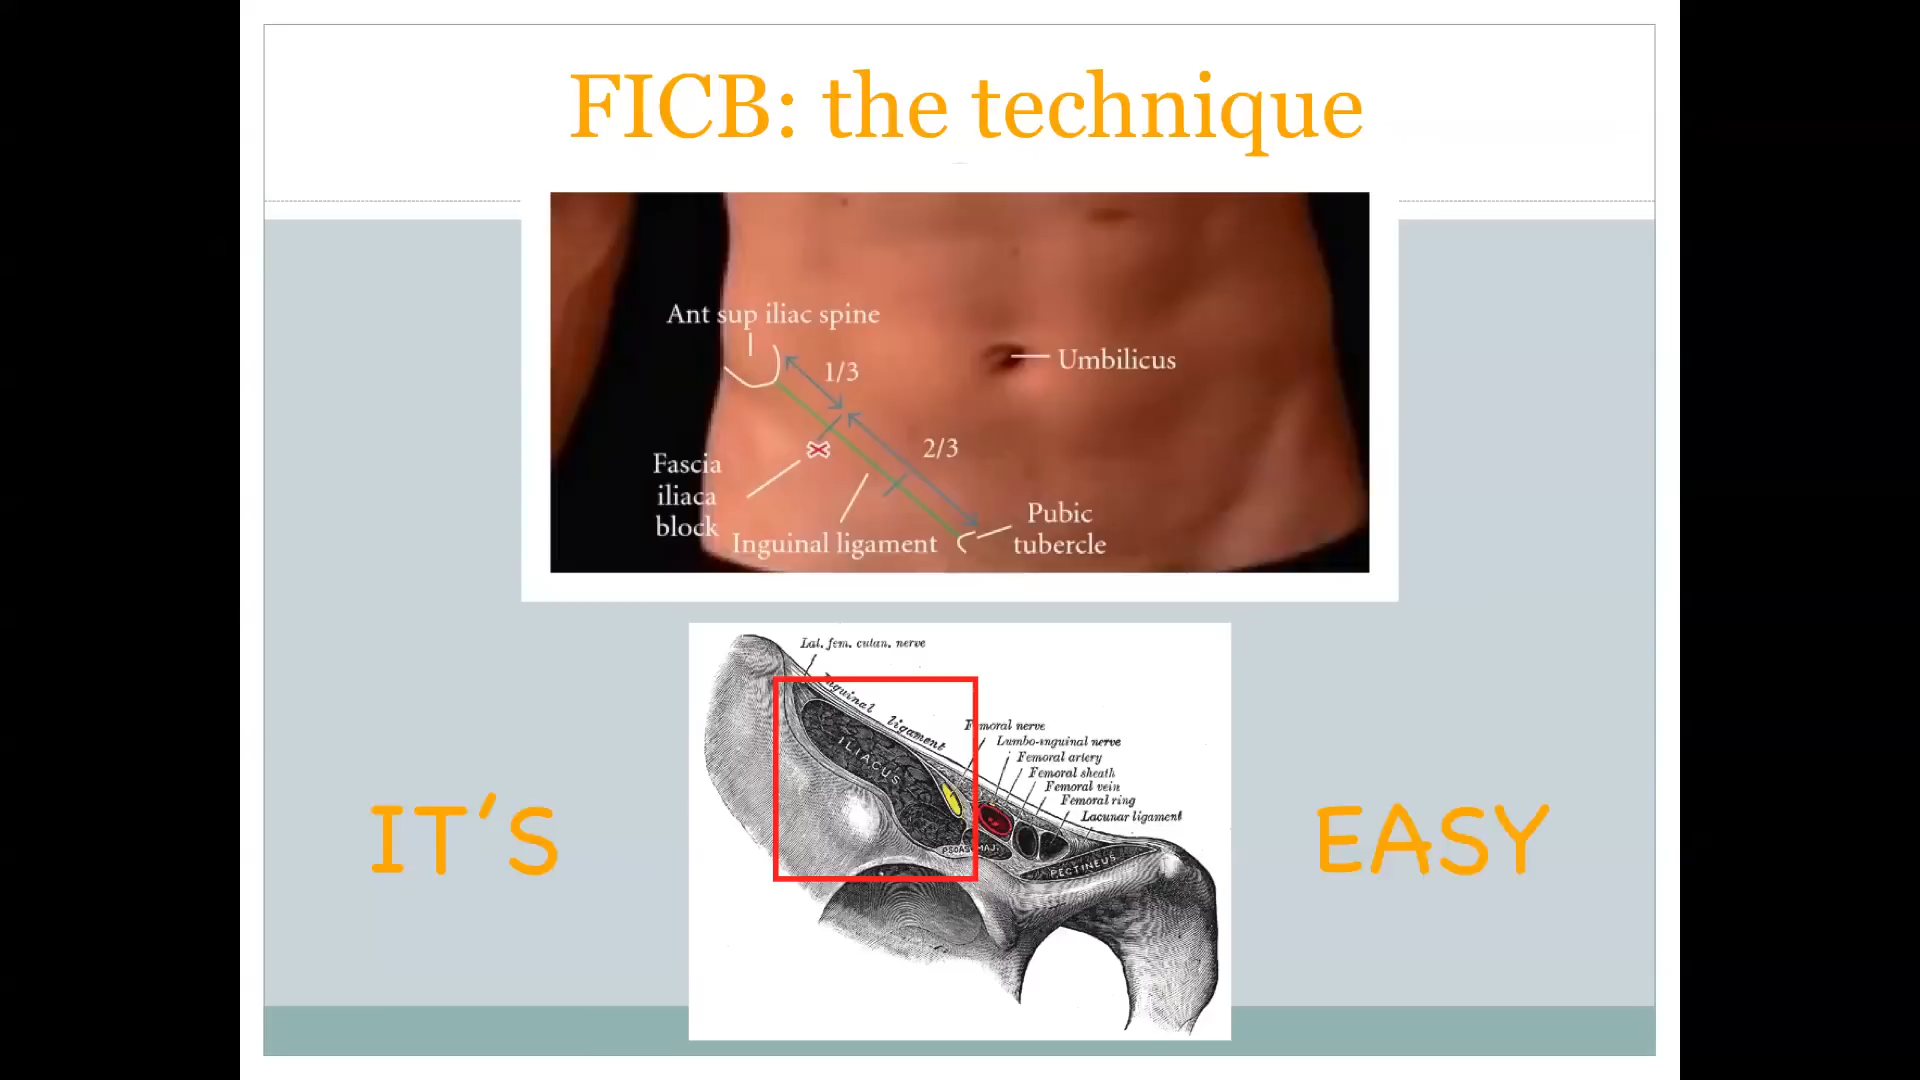 FICB: the technique
Ant sup iliac spine
1/3
Umbilicus
2/3
Fascia
iliaca
block
Inguinal ligament
Pubic
tubercle
Lal. fem. cutan. nerve
Inguinal ligament
Femoral nerve
Lumbo-inguinal nerve
Femoral artery
Femoral sheath
Femoral vein
Femoral ring
Lacunar ligament
ILIACUS
PSOAS MAJ.
PECTINEUS
IT'S
EASY